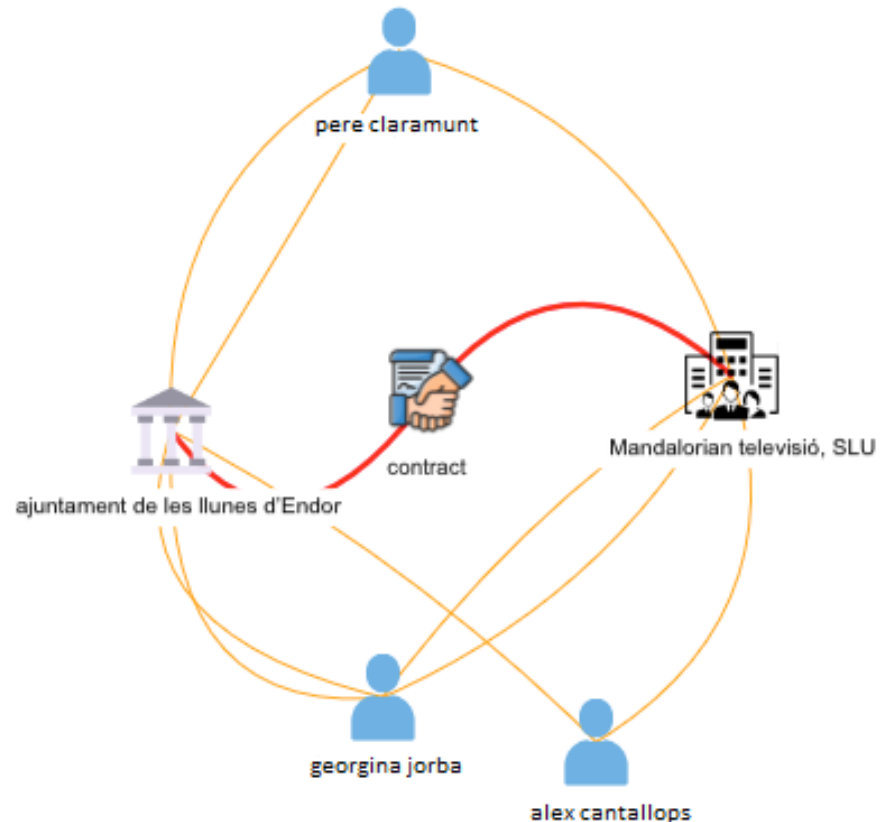 pere claramunt
contract
Mandalorian televisió, SLU
ajuntament de les llunes d'Endor
georgina jorba
alex cantallops